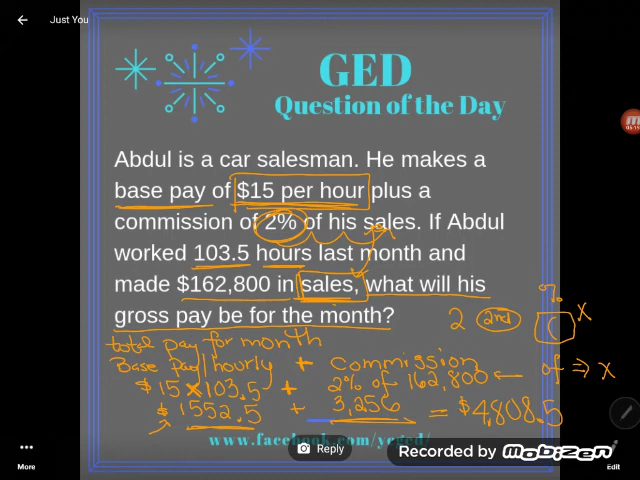 Just You
GED
Question of the Day
Abdul is a car salesman. He makes a
base pay of $15 per hour plus a
commission of 2% of his sales. If Abdul
worked 103.5 hours last month and
made $162,800 in sales, what will his
gross pay be for the month?
2 2nd ( % X
total pay for month
Base pay/hourly + commission
of => x
$15 x 103.5 + 2% of 162,800
$1552.5 + 3,256 = $4,808.5
www.facebook.com/ycged/
Reply
Recorded by Mobizen
More
Edit